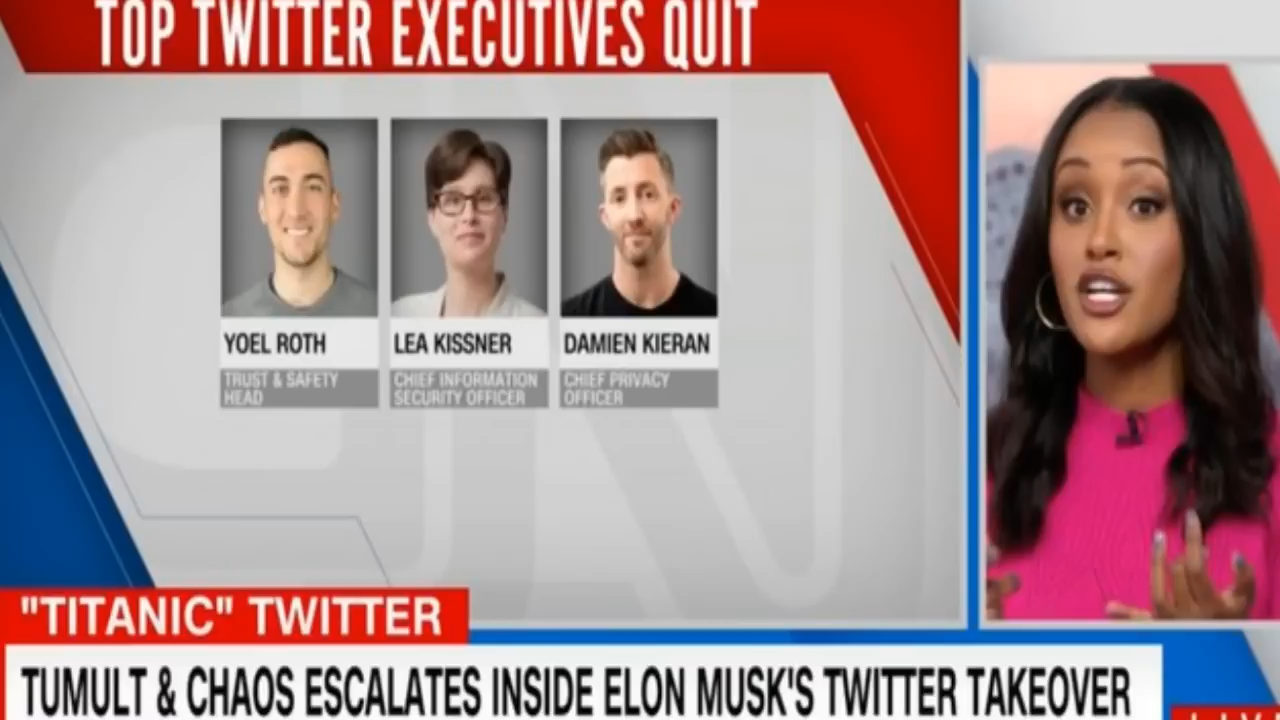 TOP TWITTER EXECUTIVES QUIT
YOEL ROTH
TRUST & SAFETY
HEAD
LEA KISSNER
CHIEF INFORMATION
SECURITY OFFICER
DAMIEN KIERAN
CHIEF PRIVACY
OFFICER
"TITANIC" TWITTER
TUMULT & CHAOS ESCALATES INSIDE ELON MUSK'S TWITTER TAKEOVER